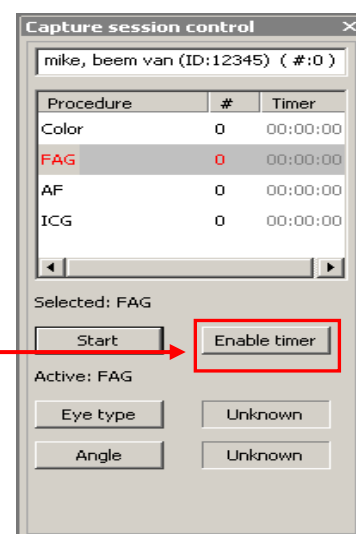 Capture session control ×
mike, beem van (ID:12345) ( #:0 )
Procedure # Timer
Color 0 00:00:00
FAG 0 00:00:00
AF 0 00:00:00
ICG 0 00:00:00
Selected: FAG
Start Enable timer
Active: FAG
Eye type Unknown
Angle Unknown